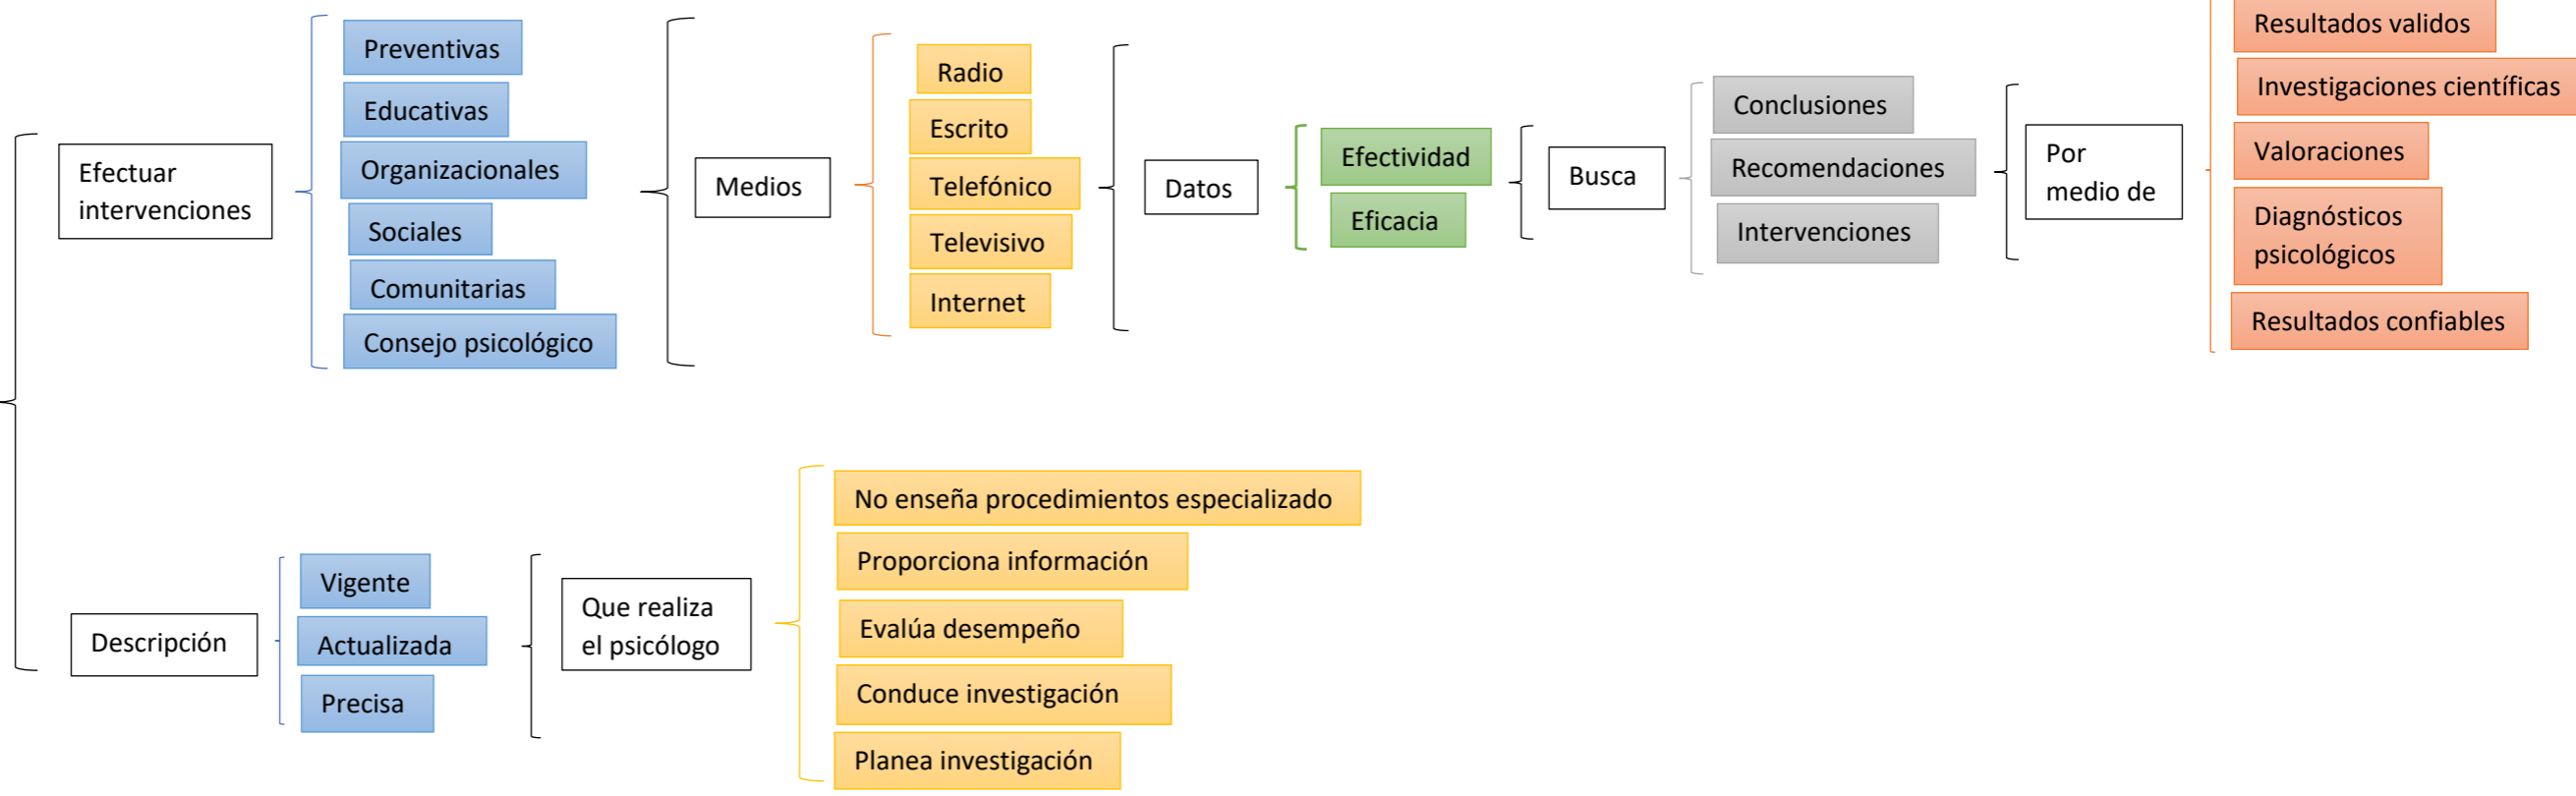 Efectuar
intervenciones
Preventivas
Educativas
Organizacionales
Sociales
Comunitarias
Consejo psicológico
Medios
Radio
Escrito
Telefónico
Televisivo
Internet
Datos
Efectividad
Eficacia
Busca
Conclusiones
Recomendaciones
Intervenciones
Por
medio de
Resultados validos
Investigaciones científicas
Valoraciones
Diagnósticos
psicológicos
Resultados confiables
Descripción
Vigente
Actualizada
Precisa
Que realiza
el psicólogo
No enseña procedimientos especializado
Proporciona información
Evalúa desempeño
Conduce investigación
Planea investigación